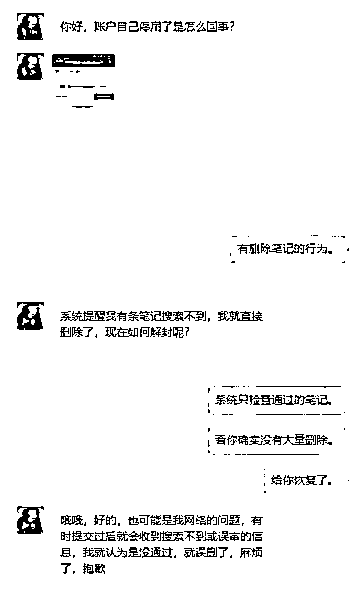 你好，账户自己停用了是怎么回事？
有删除笔记的行为。
系统提醒我有条笔记搜索不到，我就直接
删除了，现在如何解封呢？
系统只检查通过的笔记。
看你确实没有大量删除。
给你恢复了。
哦哦，好的，也可能是我网络的问题，有
时提交过后就会收到搜索不到或误审的信
息，我就认为是没通过，就误删了，麻烦
了，抱歉